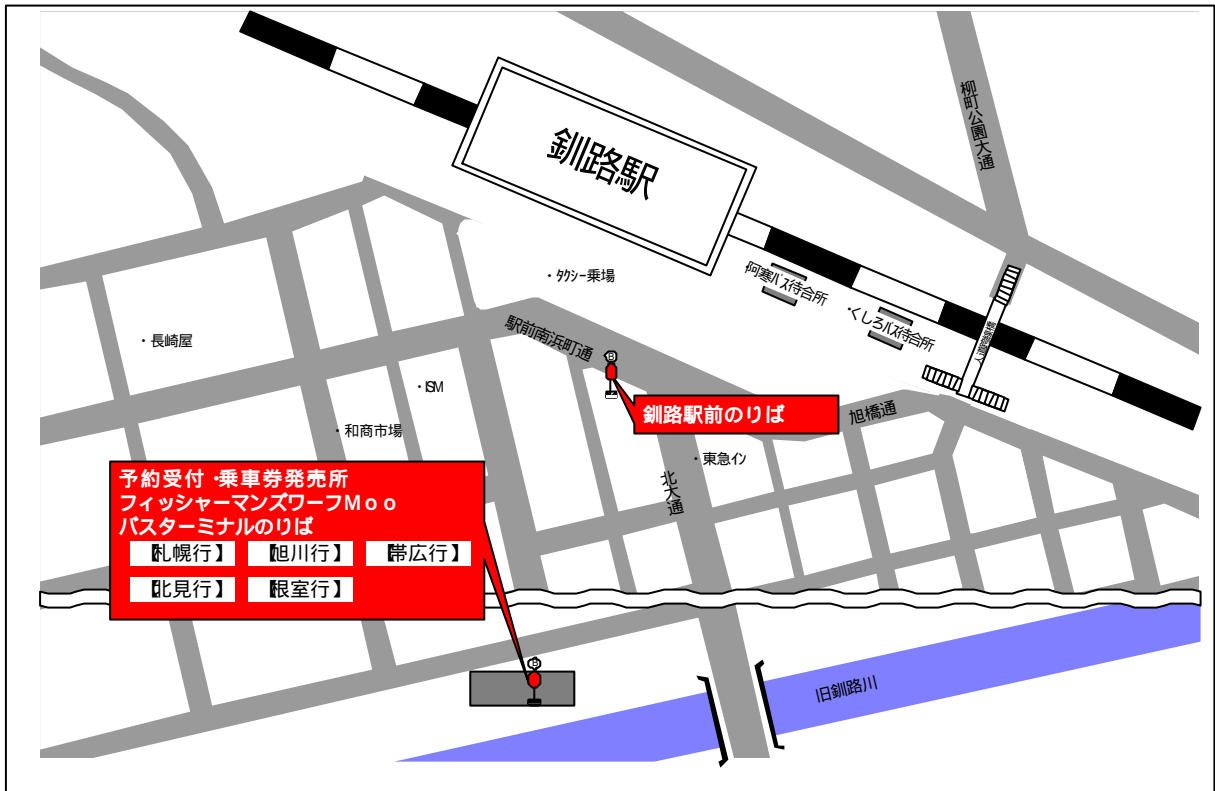 柳町公園大通
釧路駅
・タクシー乗場
阿寒バス待合所
・くしろバス待合所
人道跨線橋
駅前南浜町通
・長崎屋
・ISM
B
釧路駅前のりば
旭橋通
・和商市場
・東急イン
北大通
予約受付・乗車券発売所
フィッシャーマンズワーフMoo
バスターミナルのりば
【札幌行】 【旭川行】 【帯広行】
【北見行】 【根室行】
B
旧釧路川